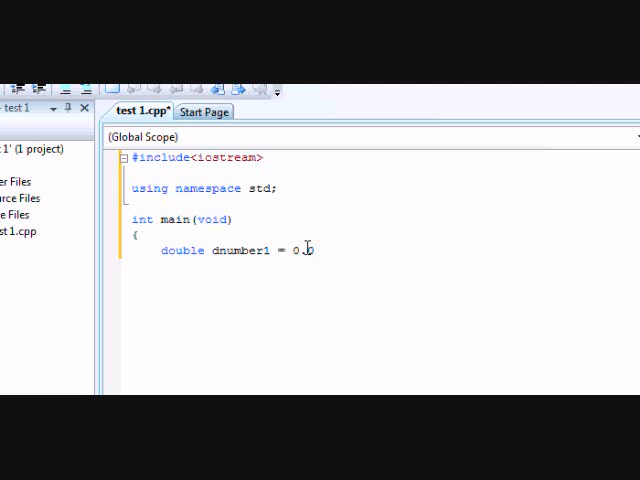 test 1
test 1.cpp*
Start Page
(Global Scope)
1' (1 project)
er Files
rce Files
e Files
st 1.cpp
#include<iostream>
using namespace std;
int main(void)
{
double dnumber1 = 0.0